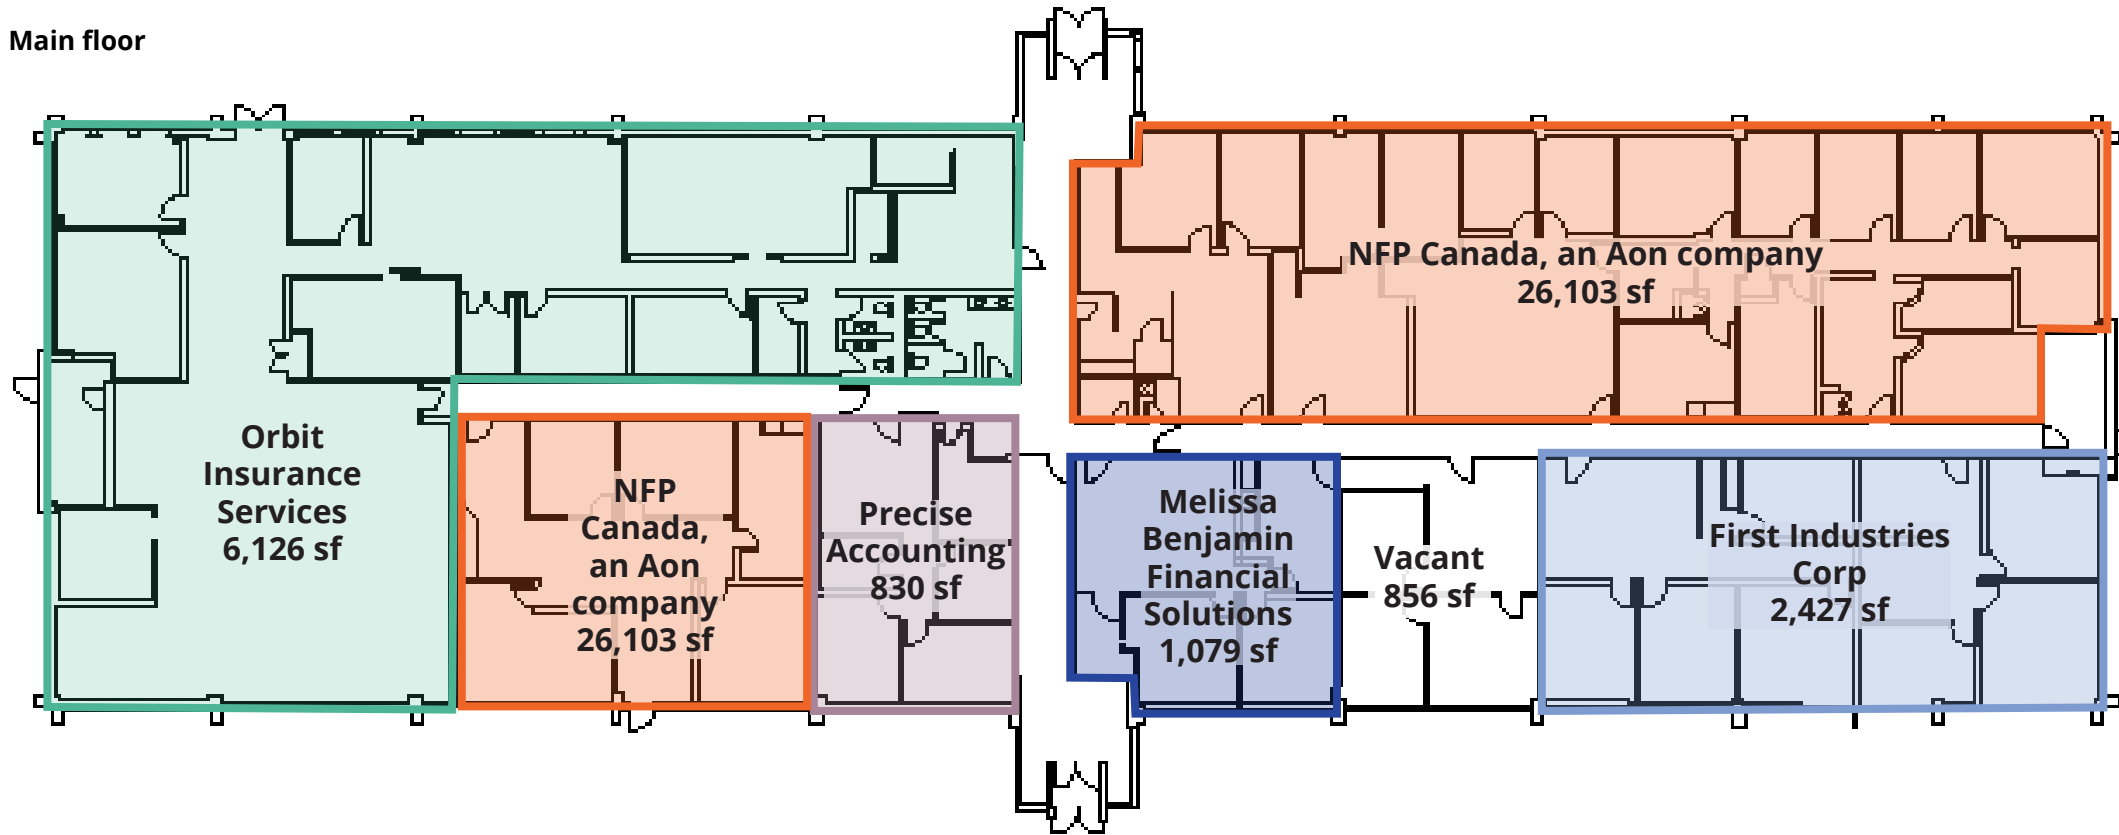 Main floor
NFP Canada, an Aon company
26,103 sf
Orbit
Insurance
Services
6,126 sf
NFP
Canada,
an Aon
company
26,103 sf
Precise
Accounting
830 sf
Melissa
Benjamin
Financial
Solutions
1,079 sf
Vacant
856 sf
First Industries
Corp
2,427 sf